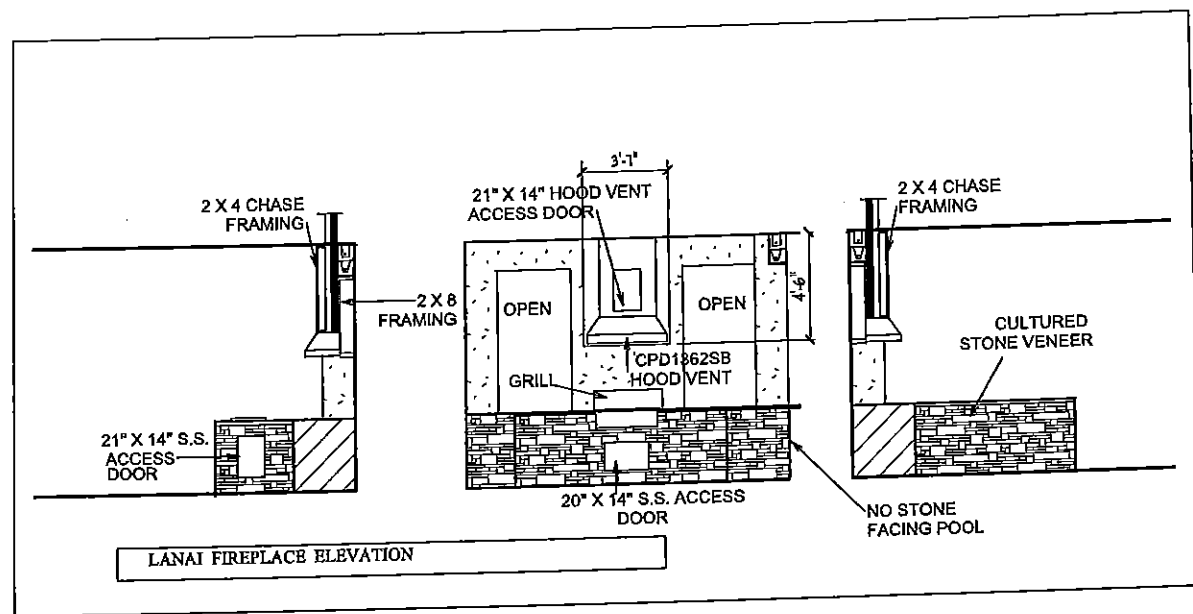 3'-7"
21" X 14" HOOD VENT
ACCESS DOOR
2 X 4 CHASE
FRAMING
2 X 4 CHASE
FRAMING
4'-6"
OPEN
OPEN
2 X 8
FRAMING
CULTURED
STONE VENEER
CPD1862SB
HOOD VENT
GRILL
21" X 14" S.S.
ACCESS
DOOR
20" X 14" S.S. ACCESS
DOOR
NO STONE
FACING POOL
LANAI FIREPLACE ELEVATION